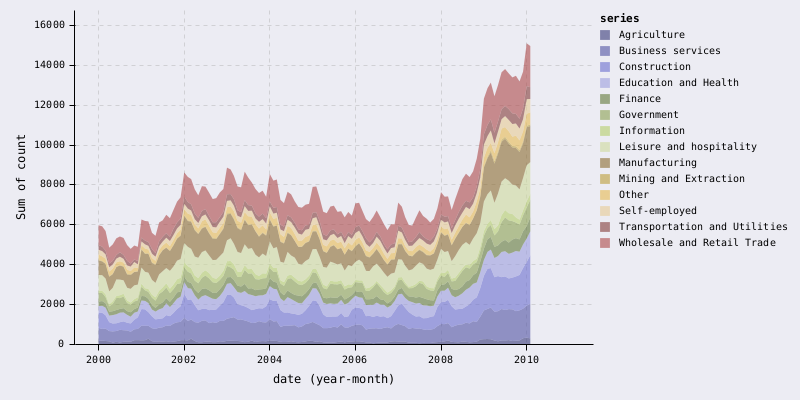 series
Agriculture
Business services
Construction
Education and Health
Finance
Government
Information
Leisure and hospitality
Manufacturing
Mining and Extraction
Other
Self-employed
Transportation and Utilities
Wholesale and Retail Trade
Sum of count
16000
14000
12000
10000
8000
6000
4000
2000
0
2000 2002 2004 2006 2008 2010
date (year-month)